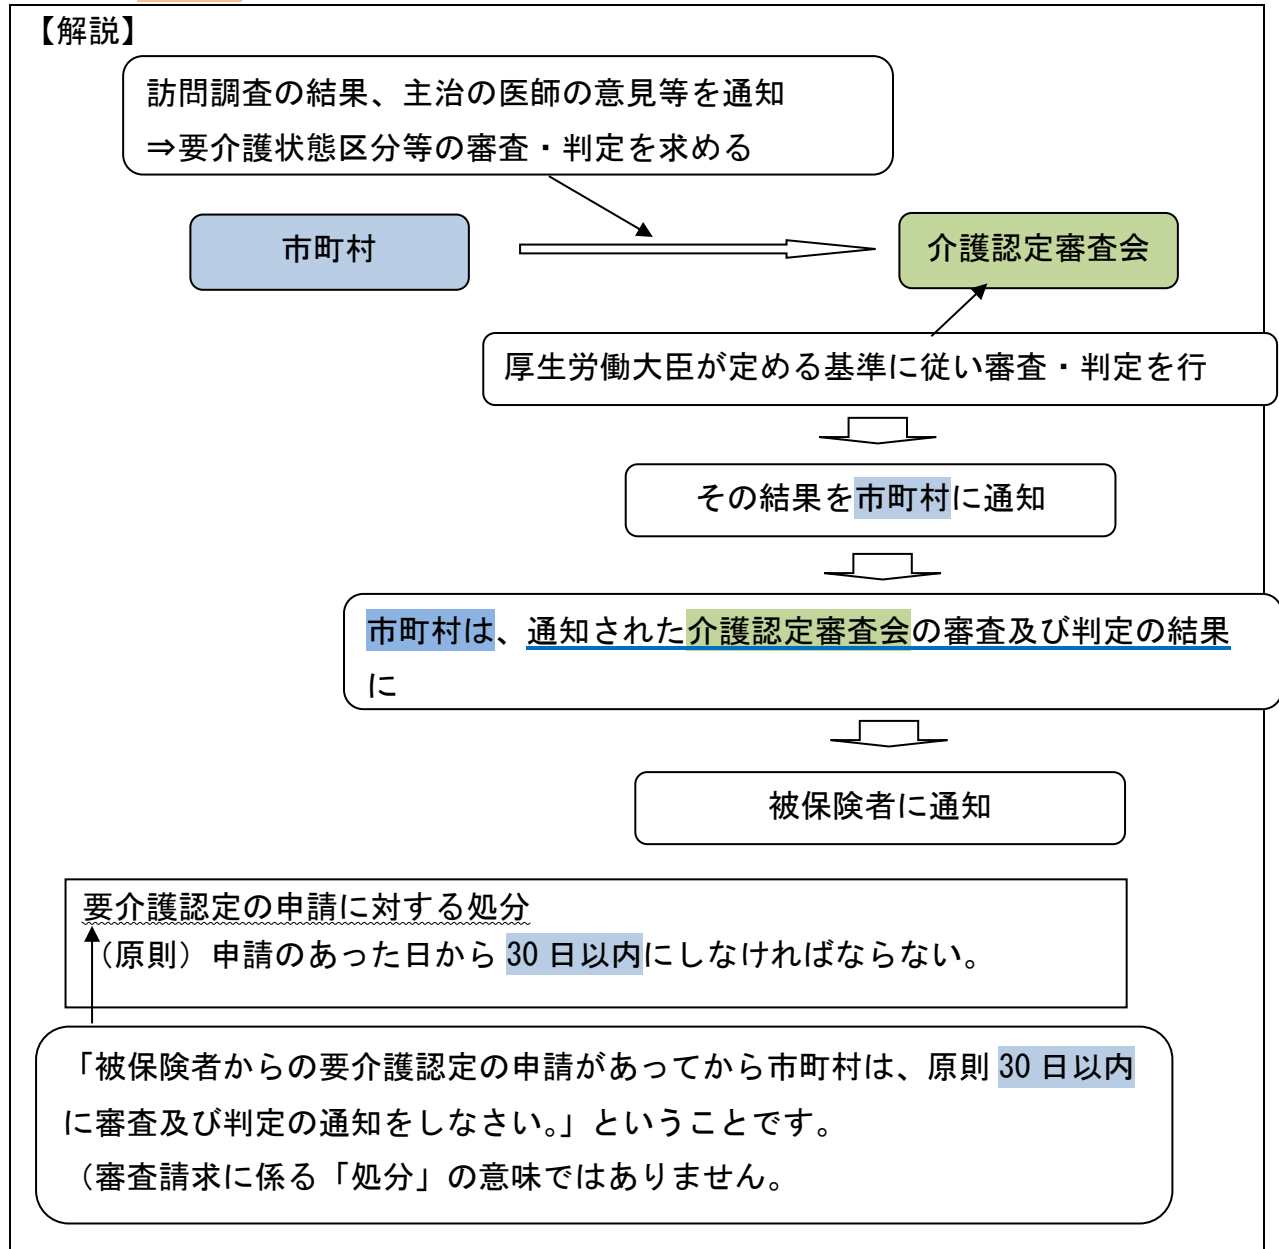 【解説】
訪問調査の結果、主治の医師の意見等を通知
⇒要介護状態区分等の審査・判定を求める
市町村
介護認定審査会
厚生労働大臣が定める基準に従い審査・判定を行
その結果を市町村に通知
市町村は、通知された介護認定審査会の審査及び判定の結果
に
被保険者に通知
要介護認定の申請に対する処分
（原則）申請のあった日から 30 日以内にしなければならない。
「被保険者からの要介護認定の申請があってから市町村は、原則 30 日以内
に審査及び判定の通知をしなさい。」ということです。
（審査請求に係る「処分」の意味ではありません。